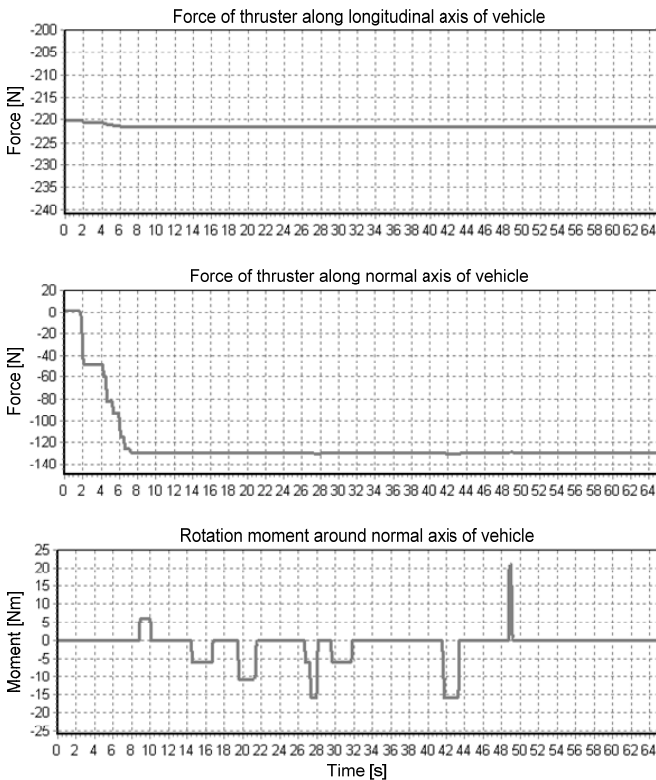 Force of thruster along longitudinal axis of vehicle
Force [N]
-200
-205
-210
-215
-220
-225
-230
-235
-240
0 2 4 6 8 10 12 14 16 18 20 22 24 26 28 30 32 34 36 38 40 42 44 46 48 50 52 54 56 58 60 62 64
Force of thruster along normal axis of vehicle
Force [N]
20
0
-20
-40
-60
-80
-100
-120
-140
0 2 4 6 8 10 12 14 16 18 20 22 24 26 28 30 32 34 36 38 40 42 44 46 48 50 52 54 56 58 60 62 64
Rotation moment around normal axis of vehicle
Moment [Nm]
25
20
15
10
5
0
-5
-10
-15
-20
-25
0 2 4 6 8 10 12 14 16 18 20 22 24 26 28 30 32 34 36 38 40 42 44 46 48 50 52 54 56 58 60 62 64
Time [s]